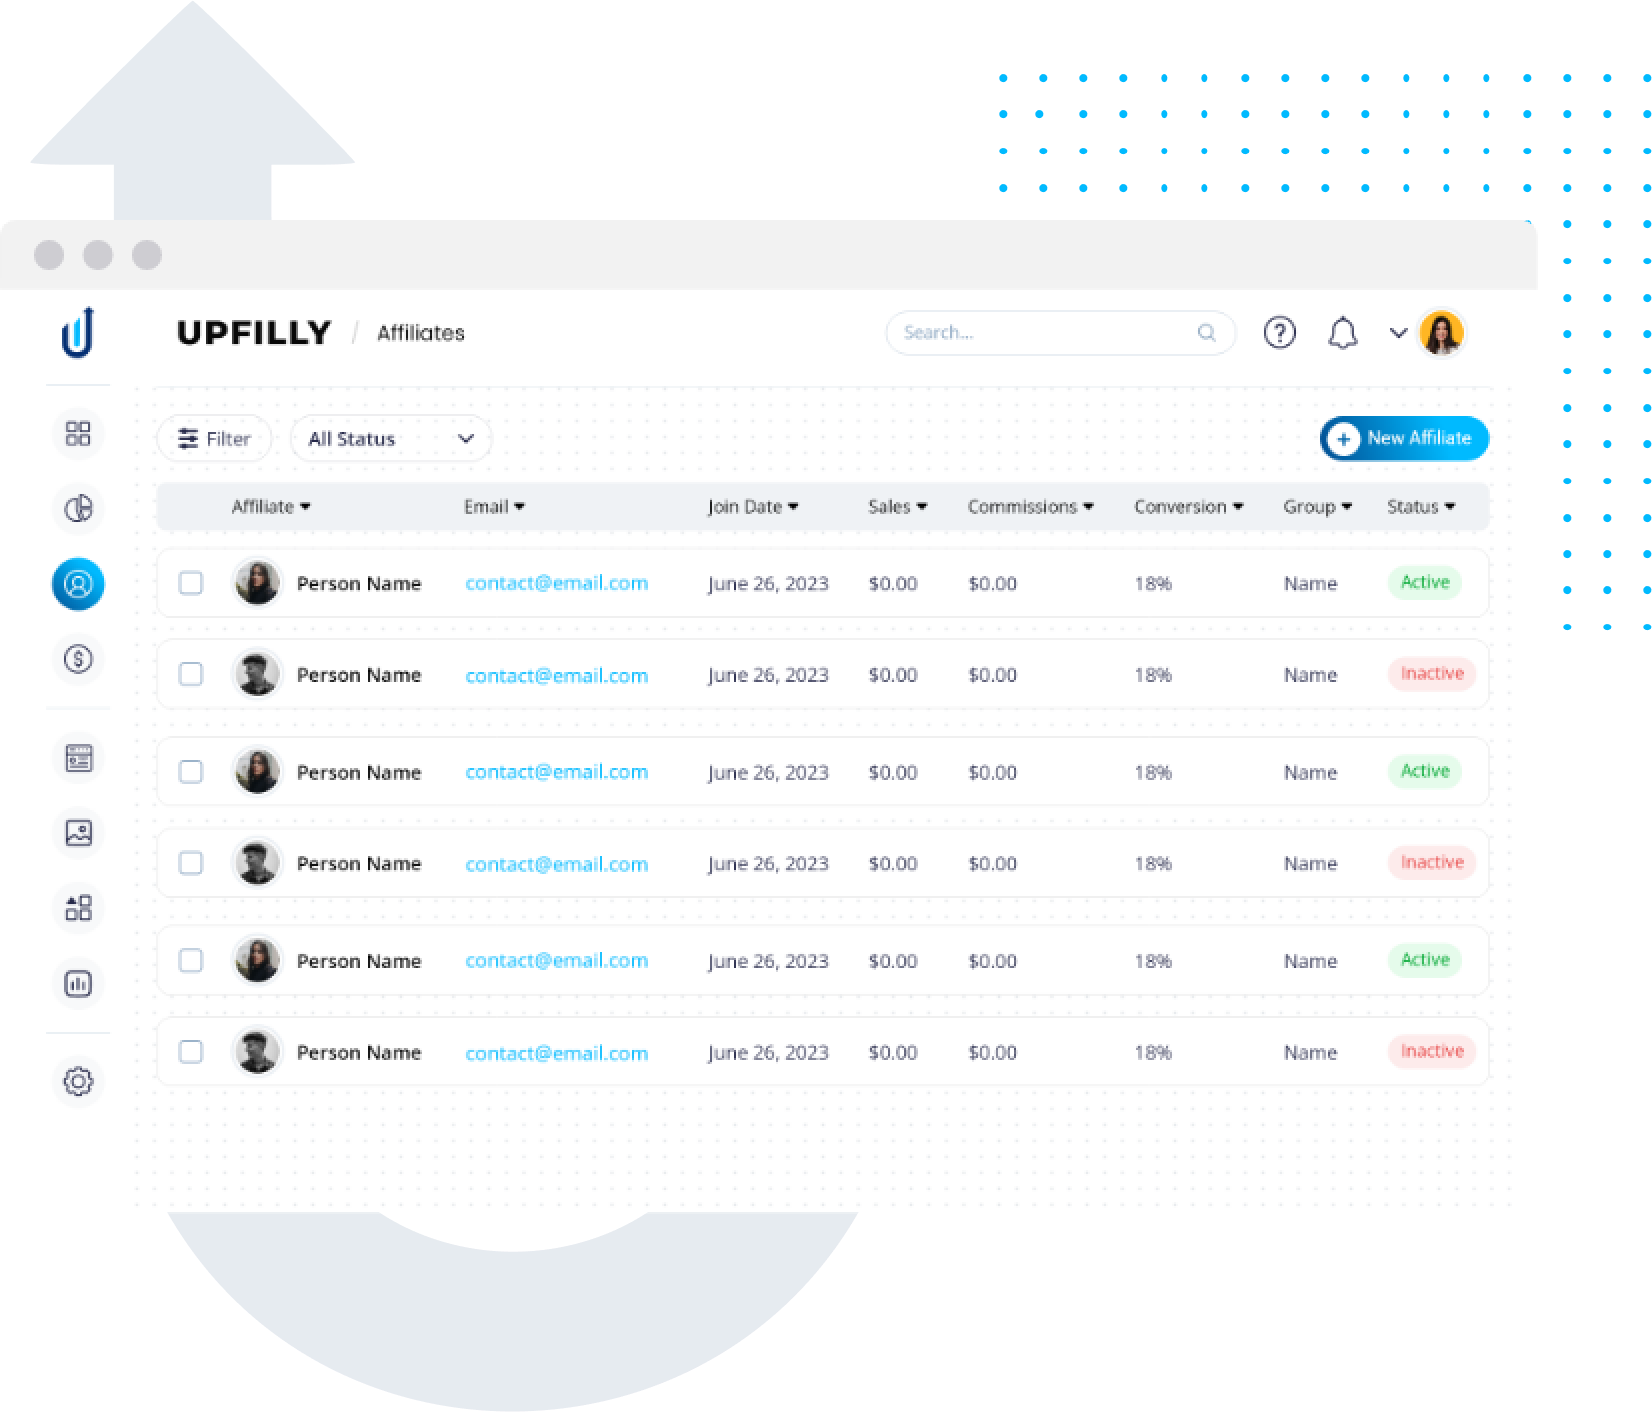 UPFILLY / Affiliates Search...
Filter All Status New Affiliate
Affiliate Email Join Date Sales Commissions Conversion Group Status
Person Name contact@email.com June 26, 2023 $0.00 $0.00 18% Name Active
Person Name contact@email.com June 26, 2023 $0.00 $0.00 18% Name Inactive
Person Name contact@email.com June 26, 2023 $0.00 $0.00 18% Name Active
Person Name contact@email.com June 26, 2023 $0.00 $0.00 18% Name Inactive
Person Name contact@email.com June 26, 2023 $0.00 $0.00 18% Name Active
Person Name contact@email.com June 26, 2023 $0.00 $0.00 18% Name Inactive